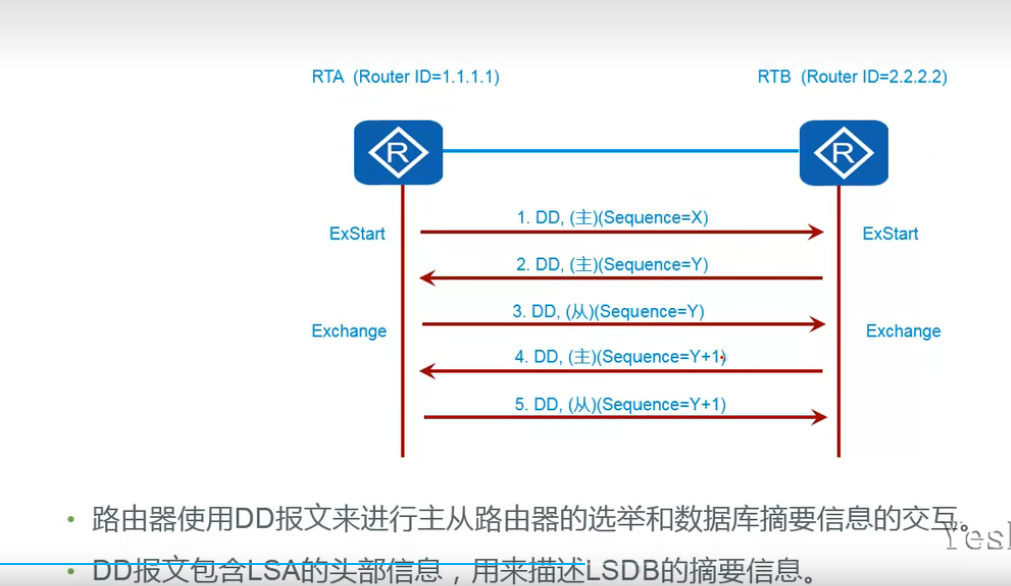 RTA (Router ID=1.1.1.1)
RTB (Router ID=2.2.2.2)
R
R
1. DD, (主)(Sequence=X)
ExStart
ExStart
2. DD, (主)(Sequence=Y)
3. DD, (从)(Sequence=Y)
Exchange
Exchange
4. DD, (主)(Sequence=Y+1)
5. DD, (从)(Sequence=Y+1)
• 路由器使用DD报文来进行主从路由器的选举和数据库摘要信息的交互。
• DD报文包含LSA的头部信息，用来描述LSDB的摘要信息。